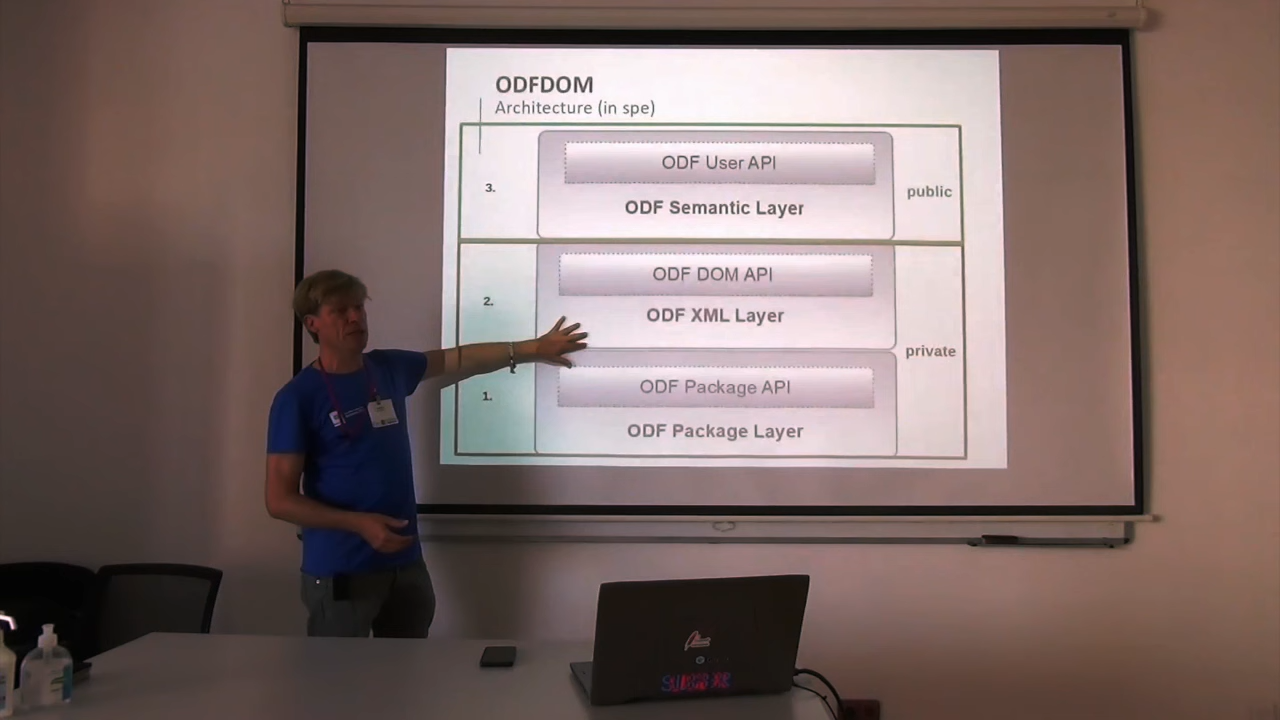 ODFDOM
Architecture (in spe)
3.
ODF User API
ODF Semantic Layer
public
2.
ODF DOM API
ODF XML Layer
private
1.
ODF Package API
ODF Package Layer